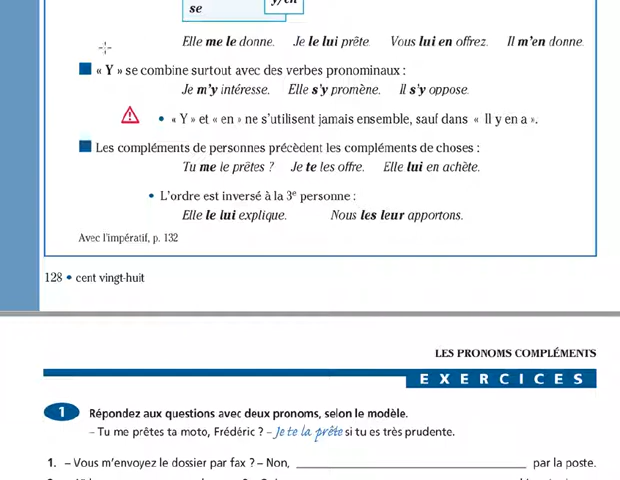 y/en
se
Elle me le donne. Je le lui prête. Vous lui en offrez. Il m'en donne.
« Y » se combine surtout avec des verbes pronominaux :
Je m'y intéresse. Elle s'y promène. Il s'y oppose.
• « Y » et « en » ne s'utilisent jamais ensemble, sauf dans « Il y en a ».
Les compléments de personnes précèdent les compléments de choses :
Tu me le prêtes ? Je te les offre. Elle lui en achète.
• L'ordre est inversé à la 3e personne :
Elle le lui explique. Nous les leur apportons.
Avec l'impératif, p. 132
128 • cent vingt-huit
LES PRONOMS COMPLÉMENTS
EXERCICES
1 Répondez aux questions avec deux pronoms, selon le modèle.
– Tu me prêtes ta moto, Frédéric ? – Je te la prête si tu es très prudente.
1. – Vous m'envoyez le dossier par fax ? – Non, par la poste.